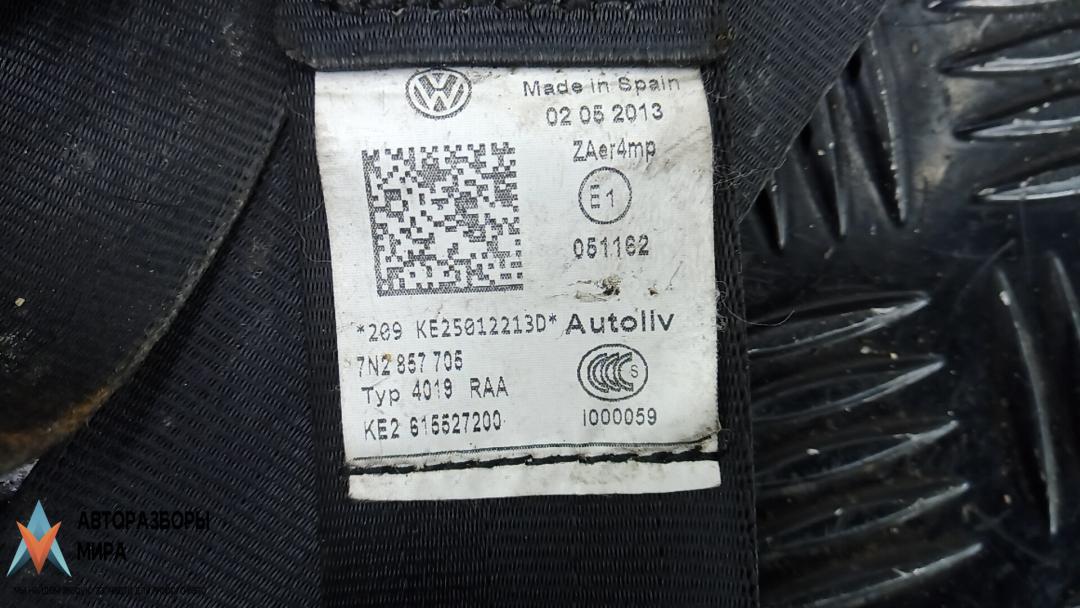 Made in Spain
02 05 2013
ZAer4mp
E1
051162
*209 KE25012213D* Autoliv
7N2 857 705
Typ 4019 RAA
S
KE2 615527200
I000059
АВТОРАЗБОРЫ
МИРА